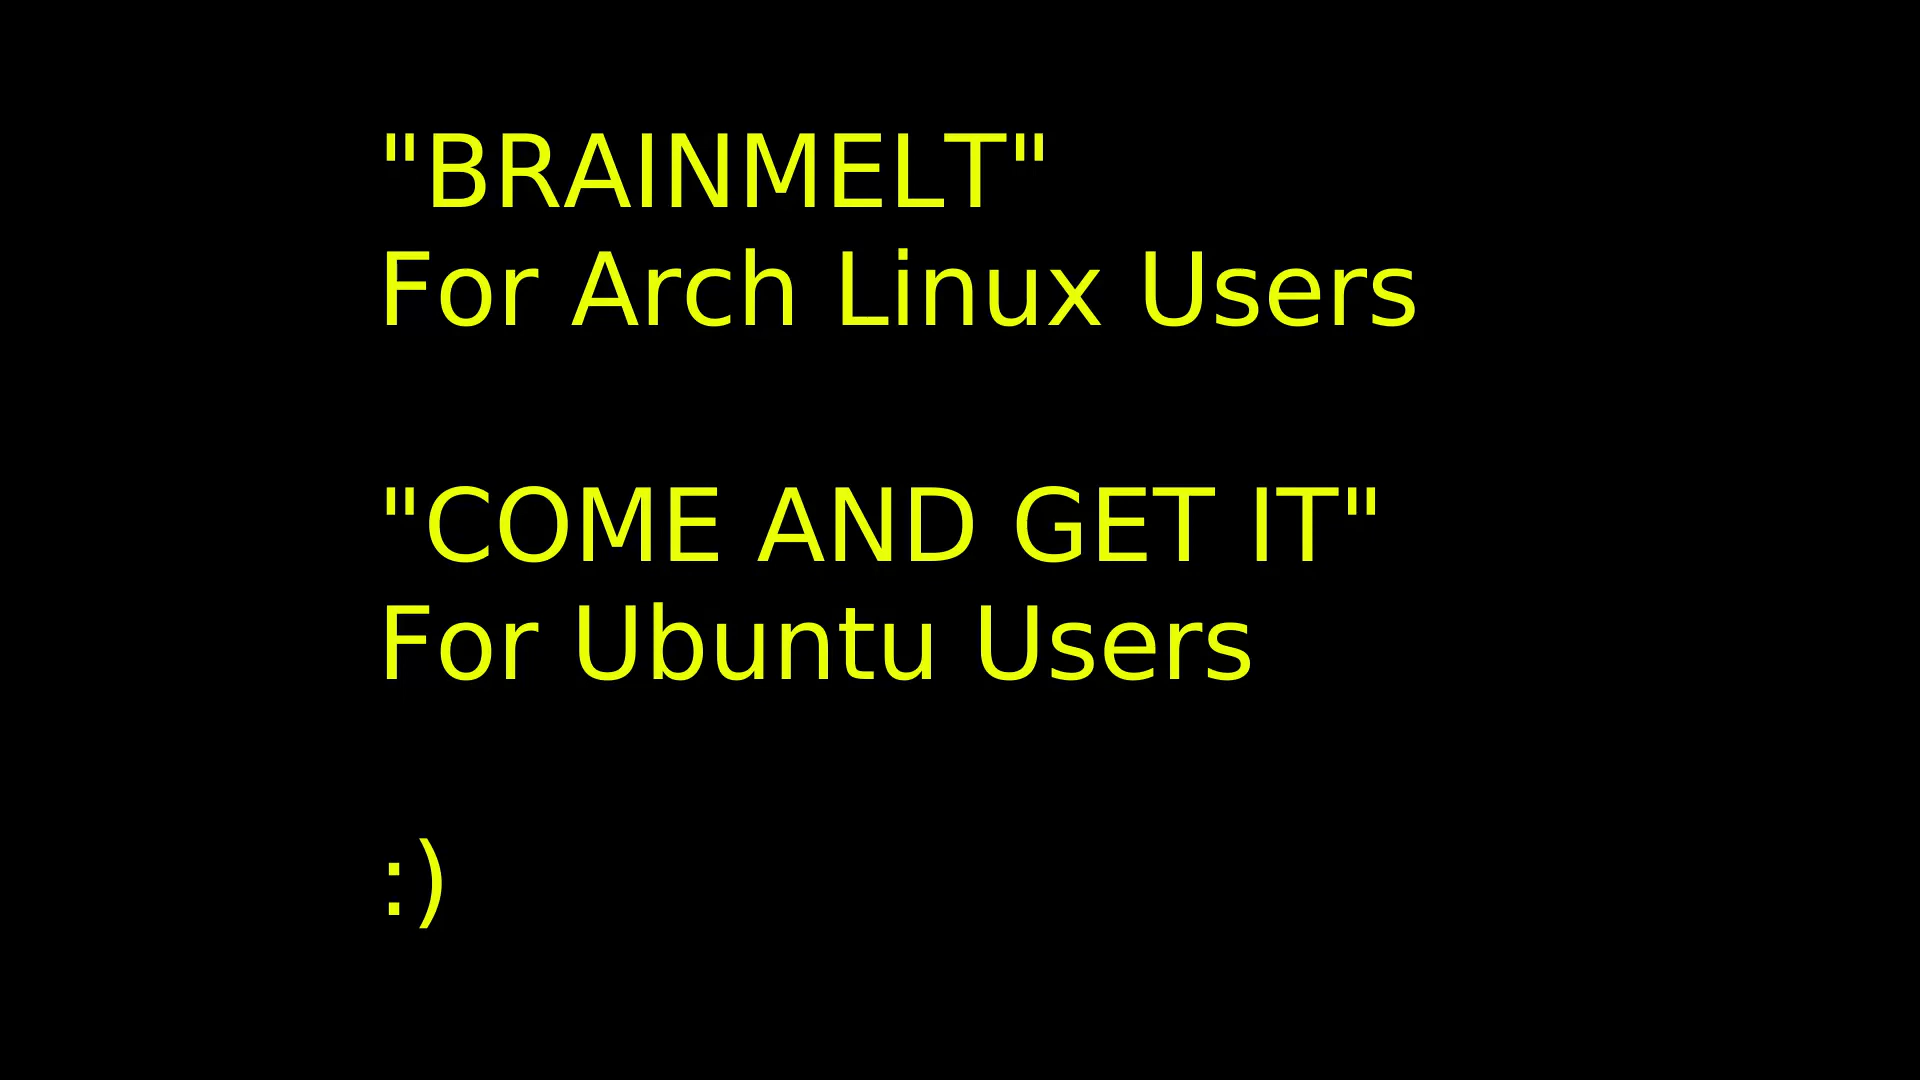 "BRAINMELT"
For Arch Linux Users
"COME AND GET IT"
For Ubuntu Users
:)